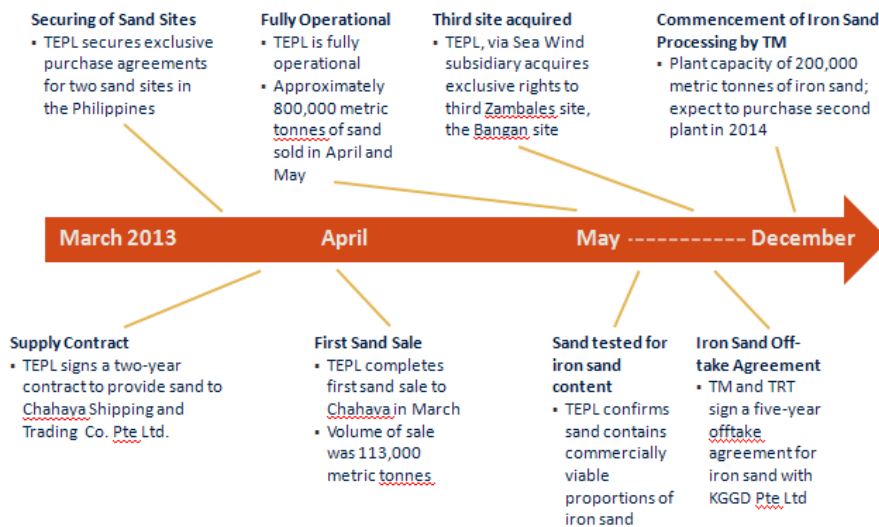 Securing of Sand Sites
▪ TEPL secures exclusive
purchase agreements
for two sand sites in
the Philippines
Fully Operational
▪ TEPL is fully
operational
▪ Approximately
800,000 metric
tonnes of sand
sold in April and
May
Third site acquired
▪ TEPL, via Sea Wind
subsidiary acquires
exclusive rights to
third Zambales site,
the Bangan site
Commencement of Iron Sand
Processing by TM
▪ Plant capacity of 200,000
metric tonnes of iron sand;
expect to purchase second
plant in 2014
March 2013 April May ----------- December
Supply Contract
▪ TEPL signs a two-year
contract to provide sand to
Chahaya Shipping and
Trading Co. Pte Ltd.
First Sand Sale
▪ TEPL completes
first sand sale to
Chahava in March
▪ Volume of sale
was 113,000
metric tonnes
Sand tested for
iron sand
content
▪ TEPL confirms
sand contains
commercially
viable
proportions of
iron sand
Iron Sand Off-
take Agreement
▪ TM and TRT
sign a five-year
offtake
agreement for
iron sand with
KGGD Pte Ltd